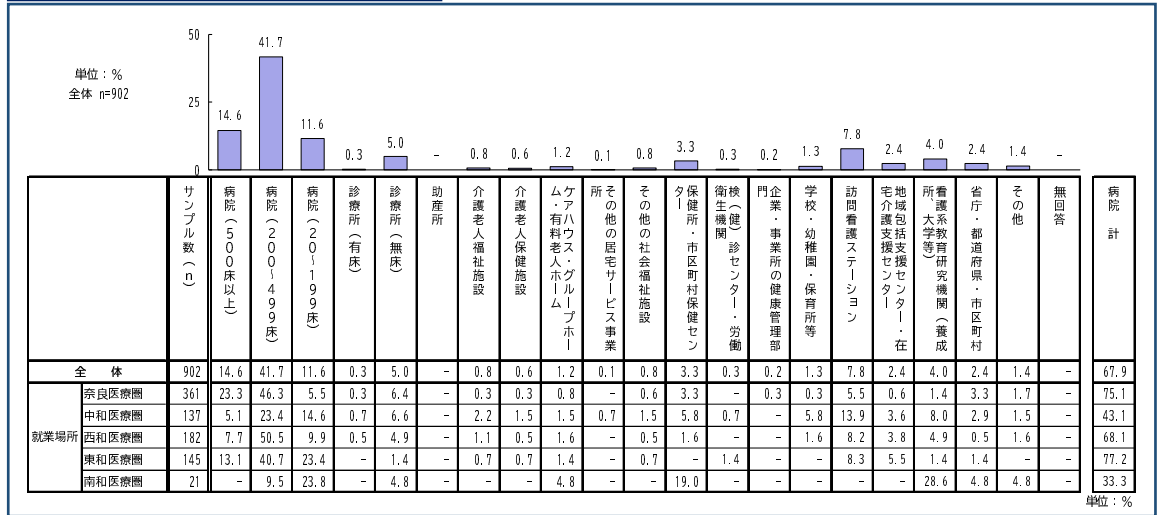 50
25
0
単位：％
全体 n=902
14.6
41.7
11.6
0.3
5.0
－
0.8
0.6
1.2
0.1
0.8
3.3
0.3
0.2
1.3
7.8
2.4
4.0
2.4
1.4
－
サンプル数（n）
病院（500床以上）
病院（200～499床）
病院（20～199床）
診療所（有床）
診療所（無床）
助産所
介護老人福祉施設
介護老人保健施設
ケアハウス・グループホー
ム・有料老人ホーム
その他の居宅サービス事業
所
その他の社会福祉施設
保健所・市区町村保健セン
ター
検（健）診センター・労働
衛生機関
企業・事業所の健康管理部
門
学校・幼稚園・保育所等
訪問看護ステーション
地域包括支援センター・在
宅介護支援センター
看護系教育研究機関（養成
所、大学等）
省庁・都道府県・市区町村
その他
無回答
病院 計
全 体 902 14.6 41.7 11.6 0.3 5.0 － 0.8 0.6 1.2 0.1 0.8 3.3 0.3 0.2 1.3 7.8 2.4 4.0 2.4 1.4 － 67.9
就業場所
奈良医療圏 361 23.3 46.3 5.5 0.3 6.4 － 0.3 0.3 0.8 － 0.6 3.3 － 0.3 0.3 5.5 0.6 1.4 3.3 1.7 － 75.1
中和医療圏 137 5.1 23.4 14.6 0.7 6.6 － 2.2 1.5 1.5 0.7 1.5 5.8 0.7 － 5.8 13.9 3.6 8.0 2.9 1.5 － 43.1
西和医療圏 182 7.7 50.5 9.9 0.5 4.9 － 1.1 0.5 1.6 － 0.5 1.6 － － 1.6 8.2 3.8 4.9 0.5 1.6 － 68.1
東和医療圏 145 13.1 40.7 23.4 － 1.4 － 0.7 0.7 1.4 － 0.7 － 1.4 － － 8.3 5.5 1.4 1.4 － － 77.2
南和医療圏 21 － 9.5 23.8 － 4.8 － － － 4.8 － － 19.0 － － － － － 28.6 4.8 4.8 － 33.3
単位：％